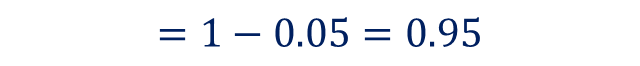 = 1 − 0.05 = 0.95